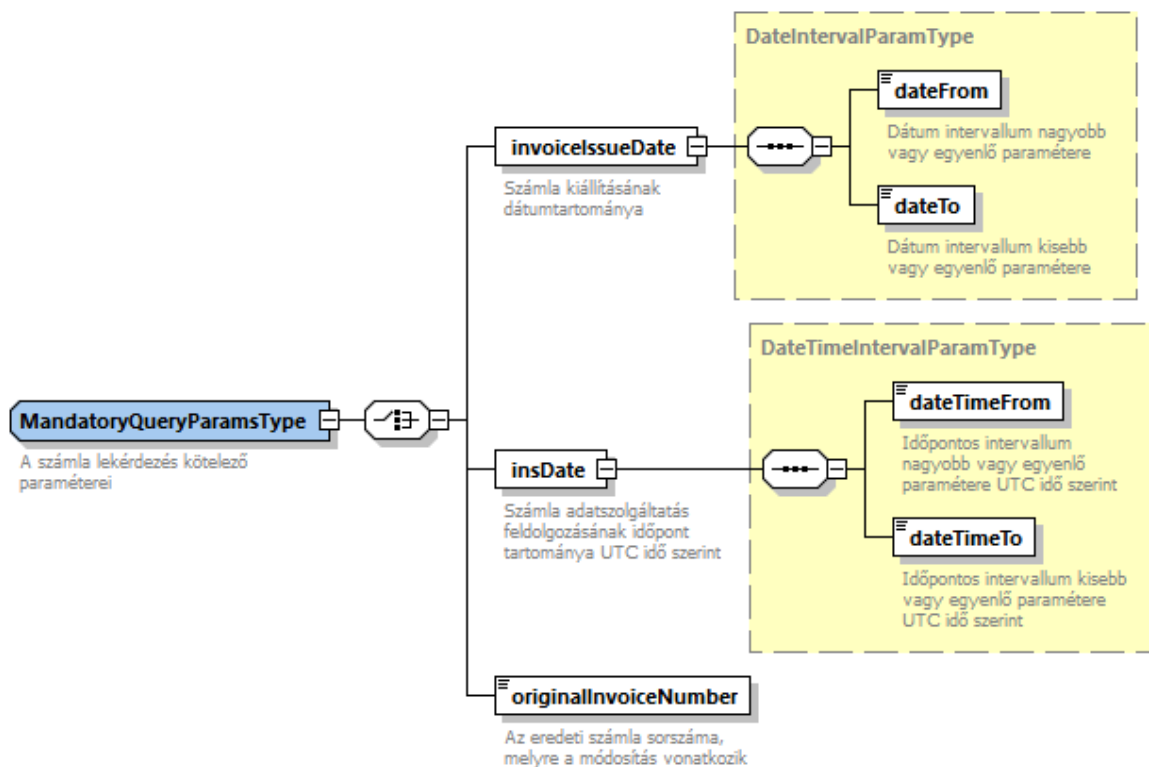 DateIntervalParamType
dateFrom
Dátum intervallum nagyobb
vagy egyenlő paramétere
invoiceIssueDate
Számla kiállításának
dátumtartománya
dateTo
Dátum intervallum kisebb
vagy egyenlő paramétere
DateTimeIntervalParamType
dateTimeFrom
Időpontos intervallum
nagyobb vagy egyenlő
paramétere UTC idő szerint
MandatoryQueryParamsType
A számla lekérdezés kötelező
paraméterei
insDate
Számla adatszolgáltatás
feldolgozásának időpont
tartománya UTC idő szerint
dateTimeTo
Időpontos intervallum kisebb
vagy egyenlő paramétere
UTC idő szerint
originalInvoiceNumber
Az eredeti számla sorszáma,
melyre a módosítás vonatkozik